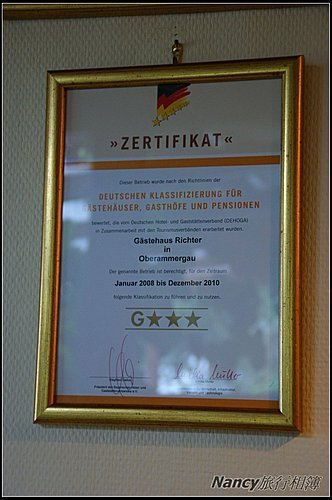 »ZERTIFIKAT«
Dieser Betrieb wurde nach den Richtlinien der
DEUTSCHEN KLASSIFIZIERUNG FÜR
GÄSTEHÄUSER, GASTHÖFE UND PENSIONEN
bewertet, die vom Deutschen Hotel- und Gaststättenverband (DEHOGA)
in Zusammenarbeit mit den Tourismusverbänden erarbeitet wurden.
Gästehaus Richter
in
Oberammergau
Der genannte Betrieb ist berechtigt, für den Zeitraum
Januar 2008 bis Dezember 2010
folgende Klassifikation zu führen und zu nutzen.
G★★★
Nancy旅行相簿